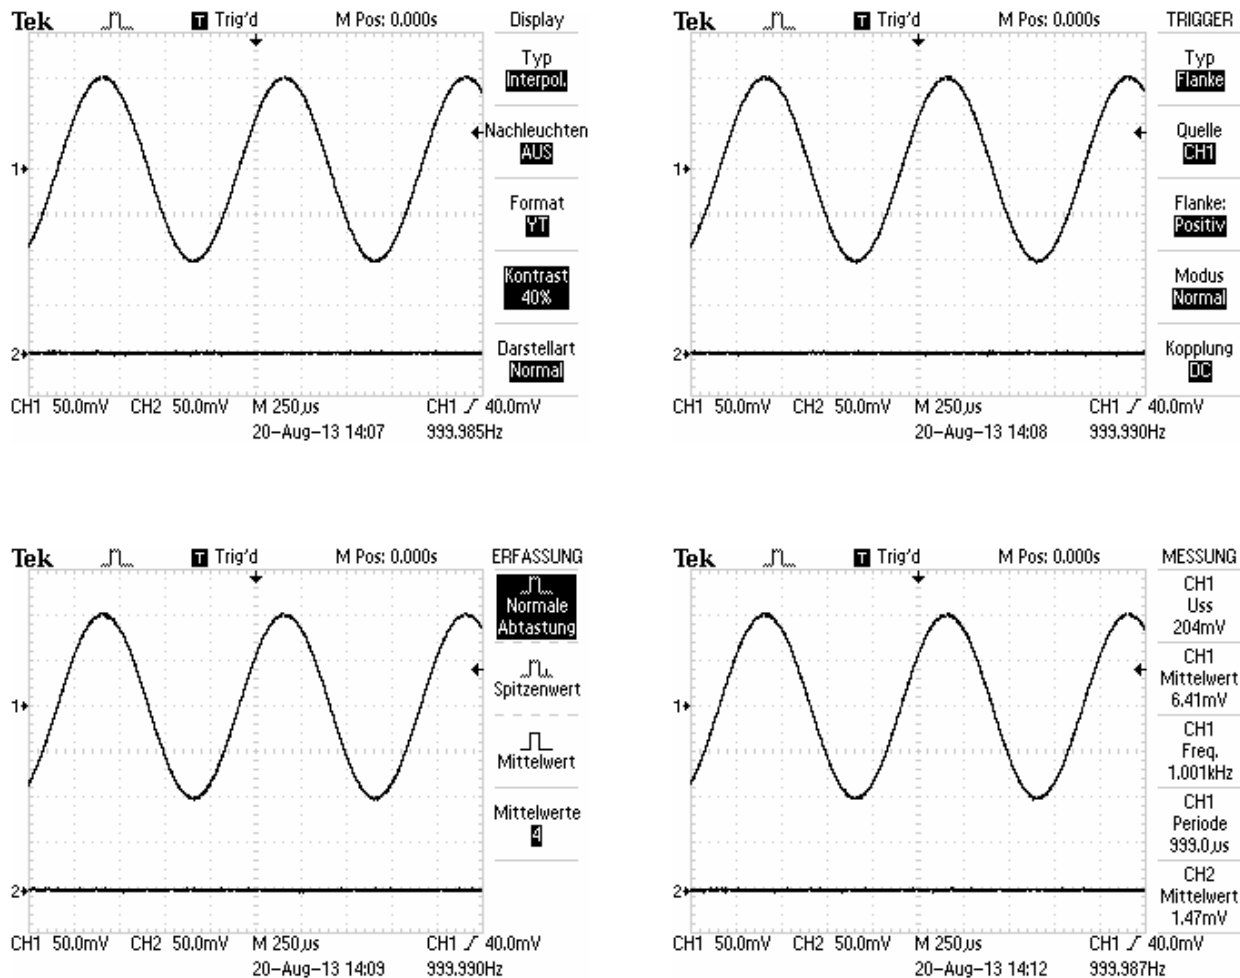 Tek T Trig'd M Pos: 0.000s Display
Typ
Interpol.
Nachleuchten
AUS
1
Format
YT
Kontrast
40%
2
Darstellart
Normal
CH1 50.0mV CH2 50.0mV M 250µs CH1 40.0mV
20-Aug-13 14:07 999.985Hz
Tek T Trig'd M Pos: 0.000s TRIGGER
Typ
Flanke
Quelle
CH1
1
Flanke:
Positiv
Modus
Normal
2
Kopplung
DC
CH1 50.0mV CH2 50.0mV M 250µs CH1 40.0mV
20-Aug-13 14:08 999.990Hz
Tek T Trig'd M Pos: 0.000s ERFASSUNG
Normale
Abtastung
Spitzenwert
1
Mittelwert
Mittelwerte
4
2
CH1 50.0mV CH2 50.0mV M 250µs CH1 40.0mV
20-Aug-13 14:09 999.990Hz
Tek T Trig'd M Pos: 0.000s MESSUNG
CH1
Uss
204mV
CH1
Mittelwert
6.41mV
1
CH1
Freq.
1.001kHz
CH1
Periode
999.0µs
CH2
2
Mittelwert
1.47mV
CH1 50.0mV CH2 50.0mV M 250µs CH1 40.0mV
20-Aug-13 14:12 999.987Hz